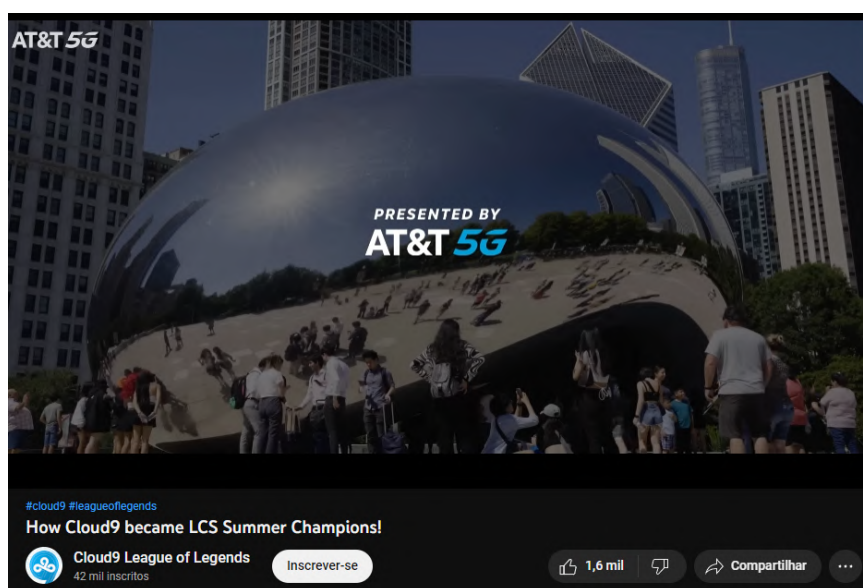 AT&T 5G
PRESENTED BY
AT&T 5G
#cloud9 #leagueoflegends
How Cloud9 became LCS Summer Champions!
Cloud9 League of Legends
42 mil inscritos
Inscrever-se
1,6 mil
Compartilhar